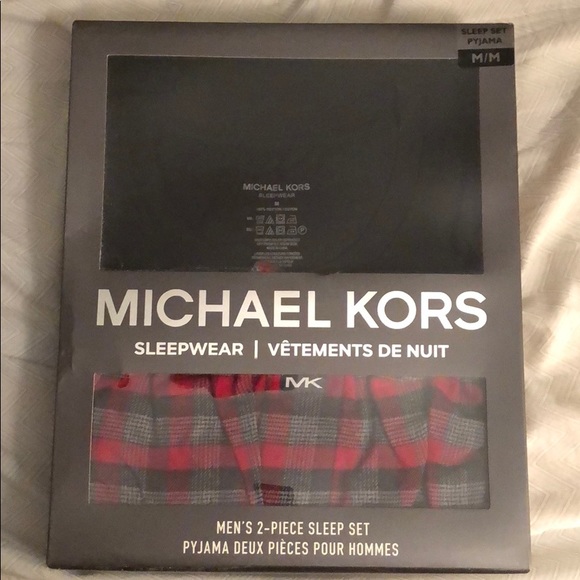 SLEEP SET
PYJAMA
M/M
MICHAEL KORS
SLEEPWEAR
M
MICHAEL KORS
SLEEPWEAR | VÊTEMENTS DE NUIT
MK
MEN'S 2-PIECE SLEEP SET
PYJAMA DEUX PIÈCES POUR HOMMES